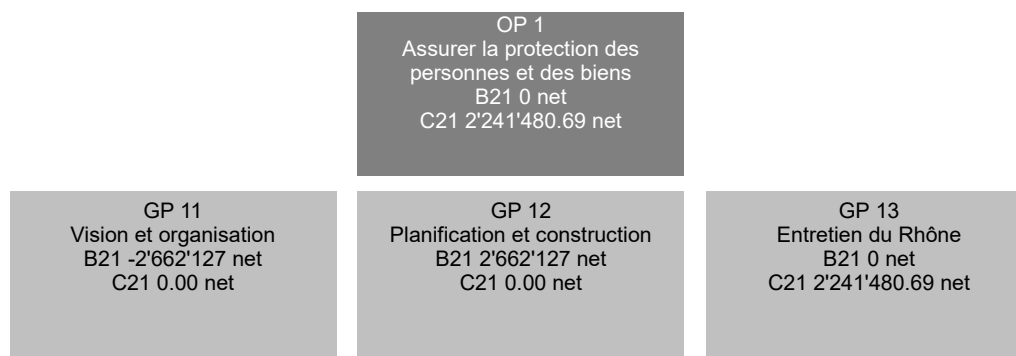 OP 1
Assurer la protection des
personnes et des biens
B21 0 net
C21 2'241'480.69 net
GP 11
Vision et organisation
B21 -2'662'127 net
C21 0.00 net
GP 12
Planification et construction
B21 2'662'127 net
C21 0.00 net
GP 13
Entretien du Rhône
B21 0 net
C21 2'241'480.69 net